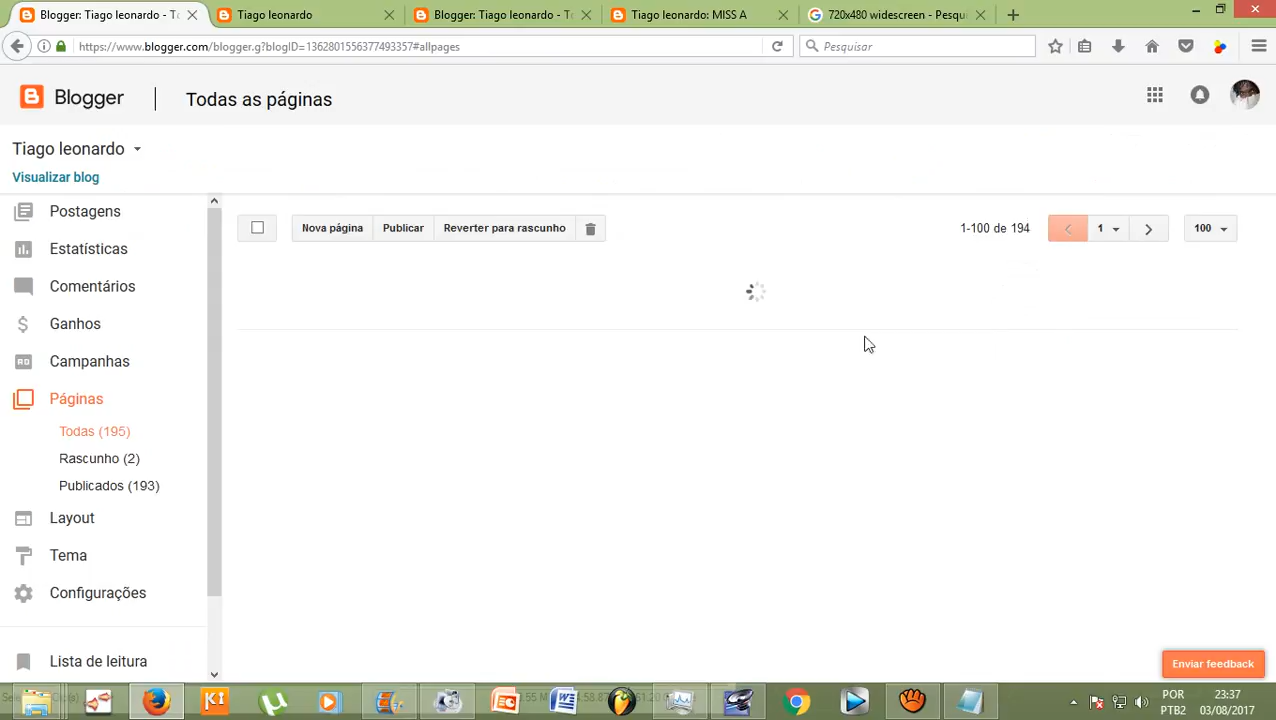 Blogger: Tiago leonardo - To
Tiago leonardo
Blogger: Tiago leonardo - Te
Tiago leonardo: MISS A
720x480 widescreen - Pesqu
https://www.blogger.com/blogger.g?blogID=1362801556377493357#allpages
Pesquisar
Blogger
Todas as páginas
Tiago leonardo
Visualizar blog
Postagens
Estatísticas
Comentários
Ganhos
Campanhas
Páginas
Todas (195)
Rascunho (2)
Publicados (193)
Layout
Tema
Configurações
Lista de leitura
Nova página
Publicar
Reverter para rascunho
1-100 de 194
1
100
Enviar feedback
POR
PTB2
23:37
03/08/2017